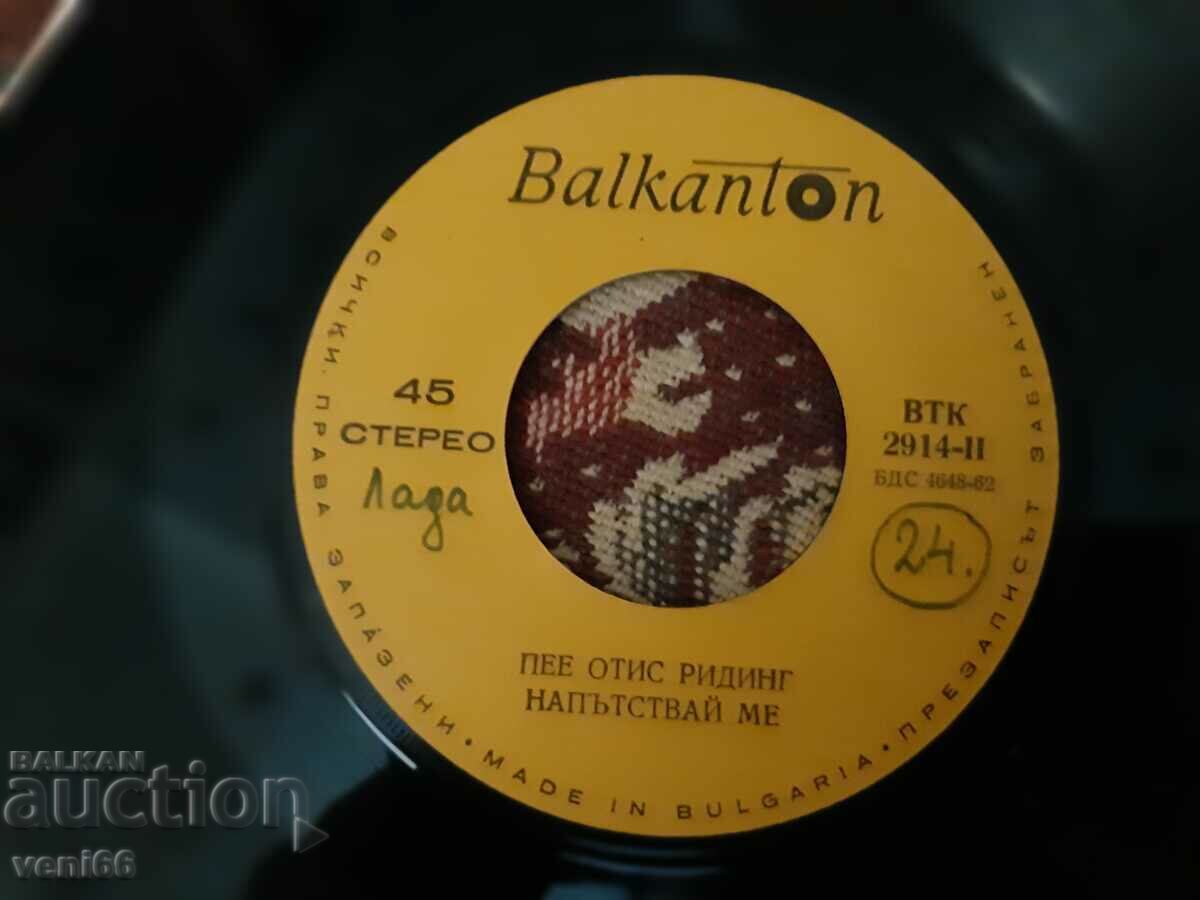 Balkanton
45
СТЕРЕО
Лада
ВТК
2914-II
БДС 4648-62
24.
ПЕЕ ОТИС РИДИНГ
НАПЪТСТВАЙ МЕ
ВСИЧКИ ПРАВА ЗАПАЗЕНИ • MADE IN BULGARIA • ПРЕЗАПИСЪТ ЗАБРАНЕН
BALKAN
auction
veni66